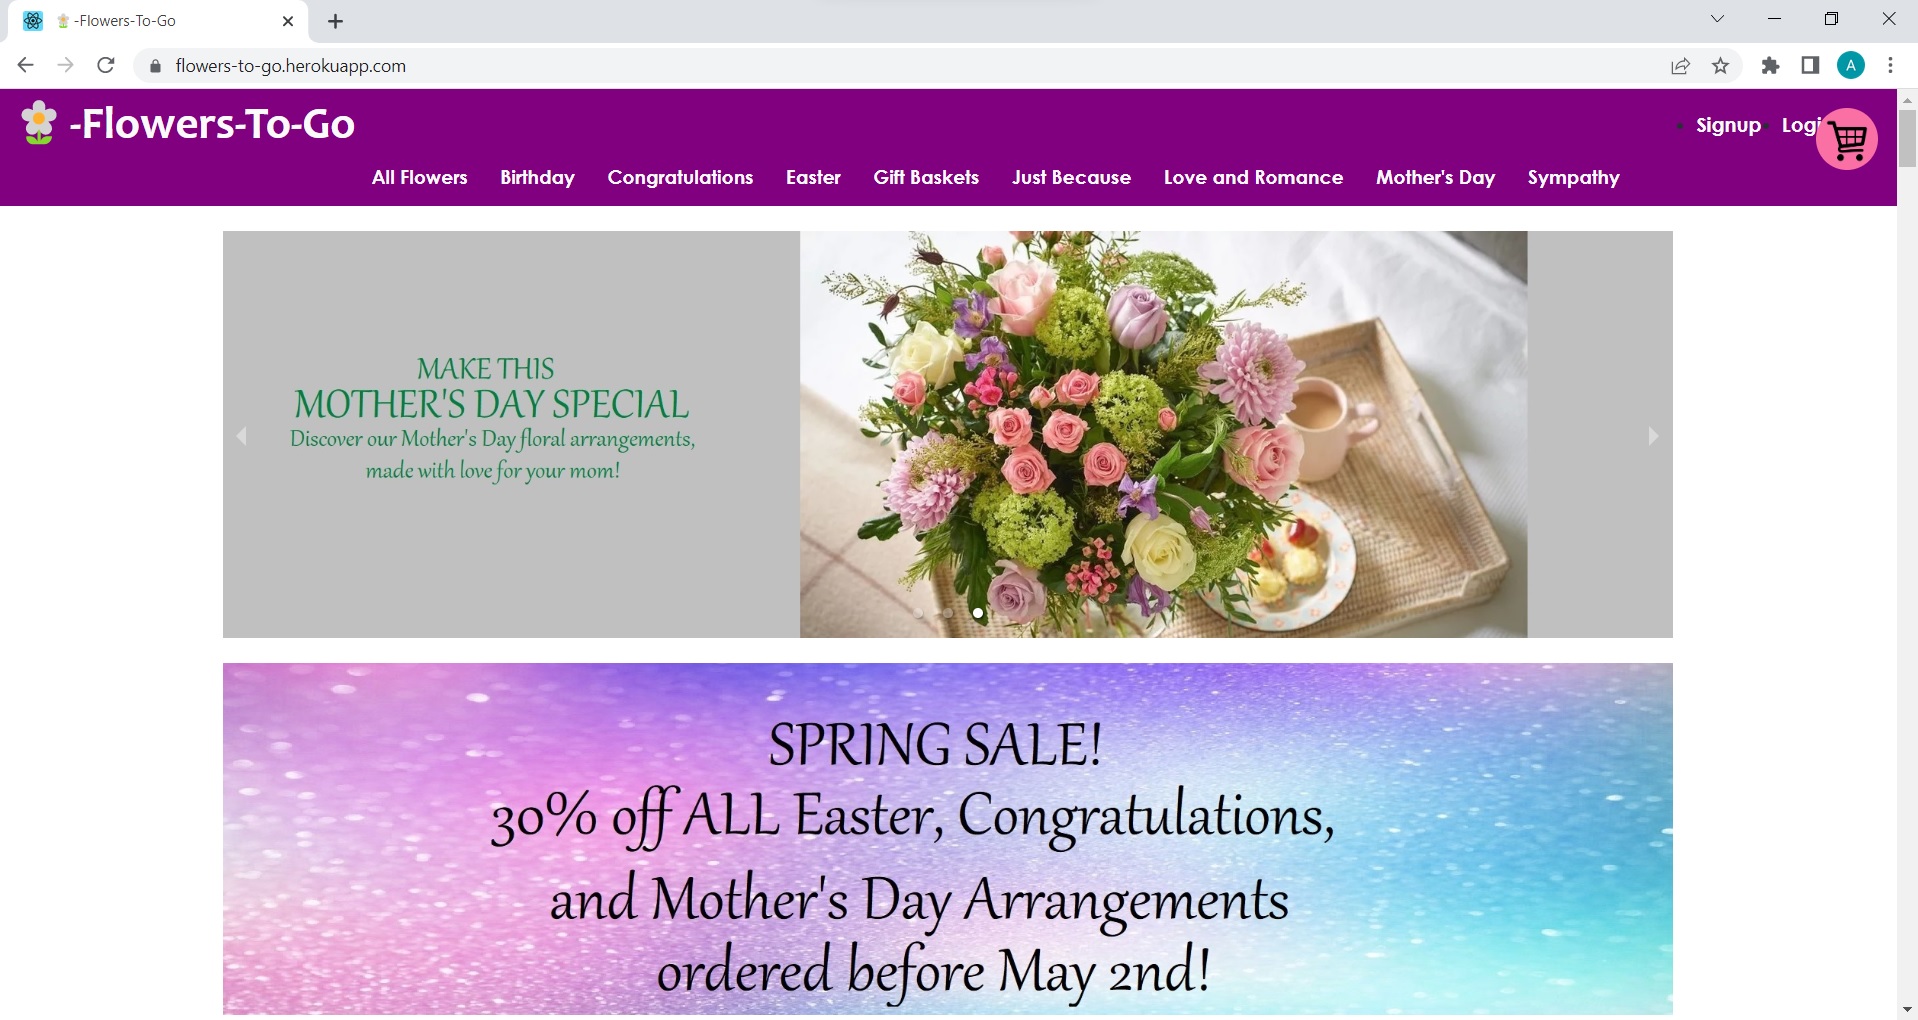 -Flowers-To-Go
flowers-to-go.herokuapp.com
A
-Flowers-To-Go
Signup Logi
All Flowers Birthday Congratulations Easter Gift Baskets Just Because Love and Romance Mother's Day Sympathy
MAKE THIS
MOTHER'S DAY SPECIAL
Discover our Mother's Day floral arrangements,
made with love for your mom!
SPRING SALE!
30% off ALL Easter, Congratulations,
and Mother's Day Arrangements
ordered before May 2nd!